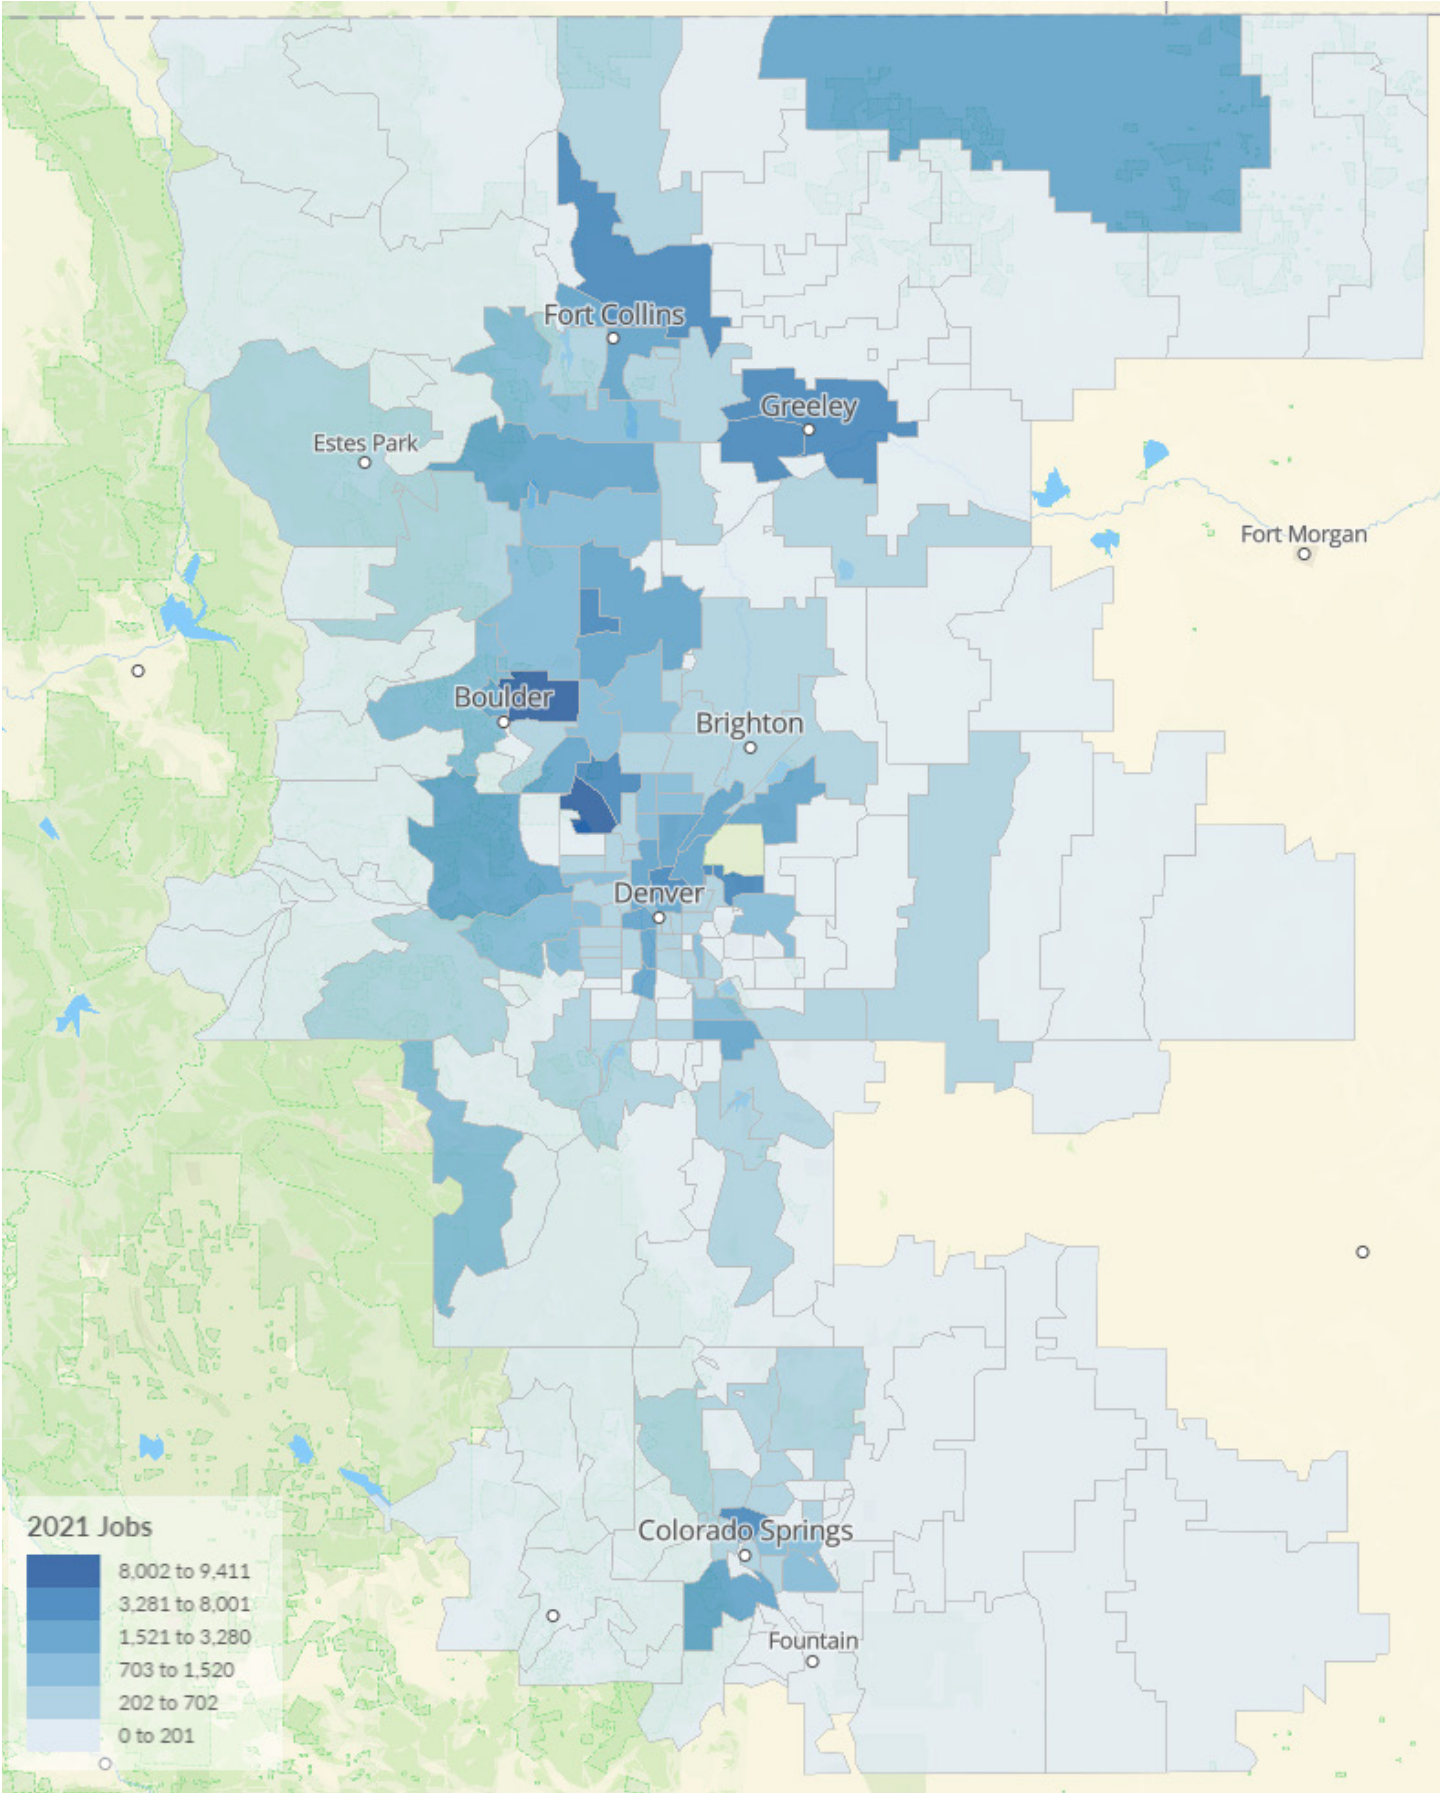 Fort Collins
Greeley
Estes Park
Fort Morgan
Boulder
Brighton
Denver
Colorado Springs
Fountain
2021 Jobs
8,002 to 9,411
3,281 to 8,001
1,521 to 3,280
703 to 1,520
202 to 702
0 to 201